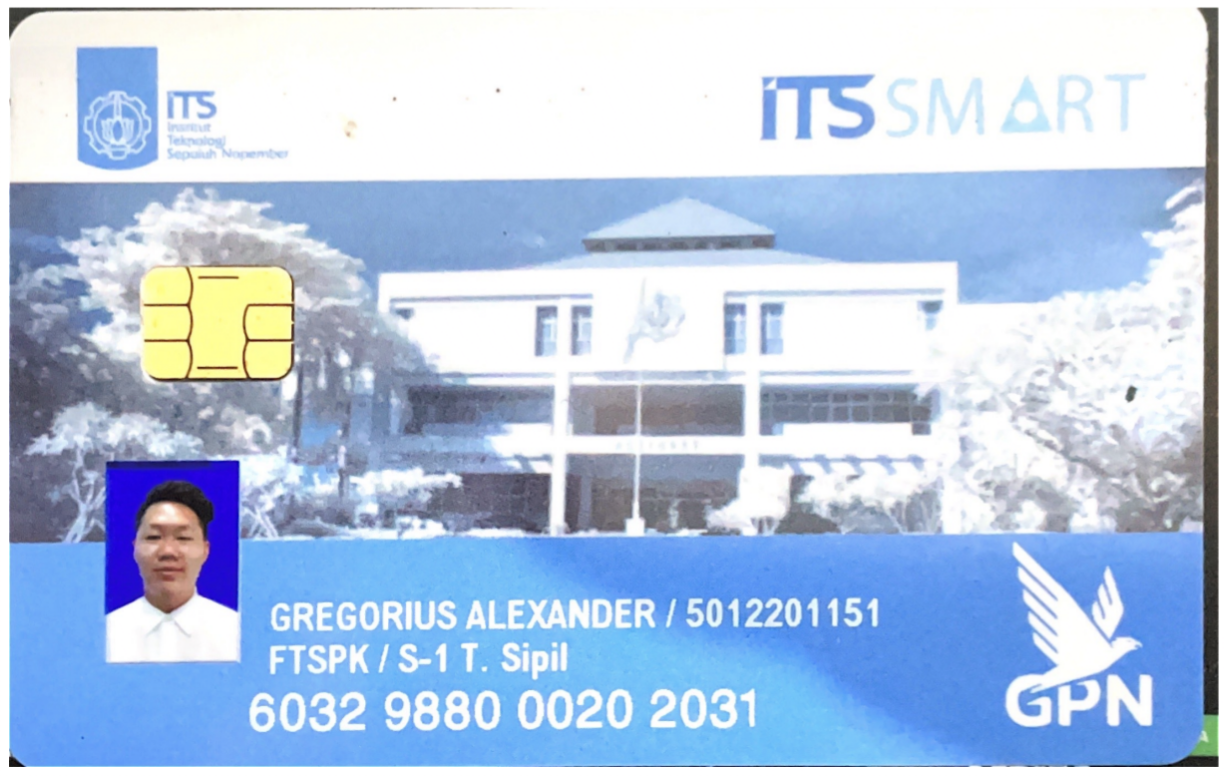 ITS
Institut
Teknologi
Sepuluh Nopember
ITS SMART
GREGORIUS ALEXANDER / 5012201151
FTSPK / S-1 T. Sipil
6032 9880 0020 2031
GPN